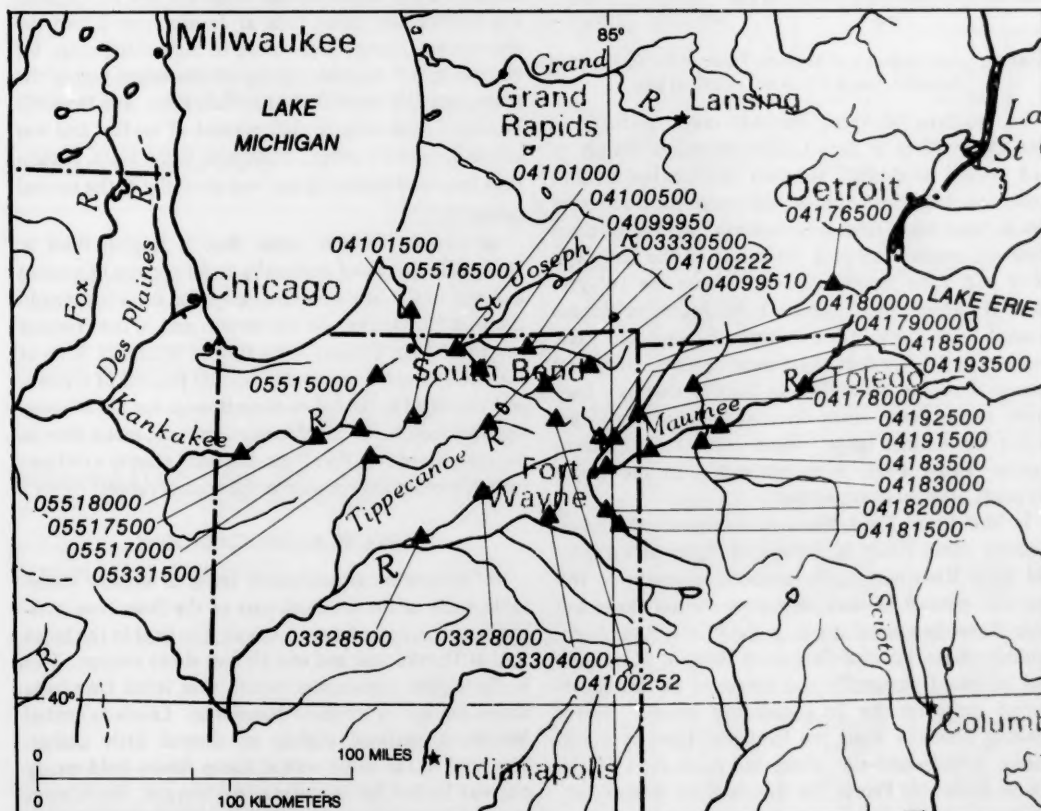 Milwaukee
LAKE
MICHIGAN
85°
Grand
R
Grand
Rapids
Lansing
La
St
Detroit
04176500
04101000
04100500
04099950
03330500
04100222
04099510
04101500
05516500
St
Joseph
R
Fox
R
Des Plaines
R
Chicago
04180000
LAKE ERIE
04179000
04185000
04193500
04178000
Toledo
R
Maumee
South Bend
05515000
Kankakee
R
R
Tippecanoe
Fort
Wayne
R
04192500
04191500
04183500
04183000
04182000
04181500
05518000
05517500
05517000
05331500
03328500
03328000
03304000
04100252
Scioto
R
40°
0
100 MILES
Indianapolis
Columb
0
100 KILOMETERS